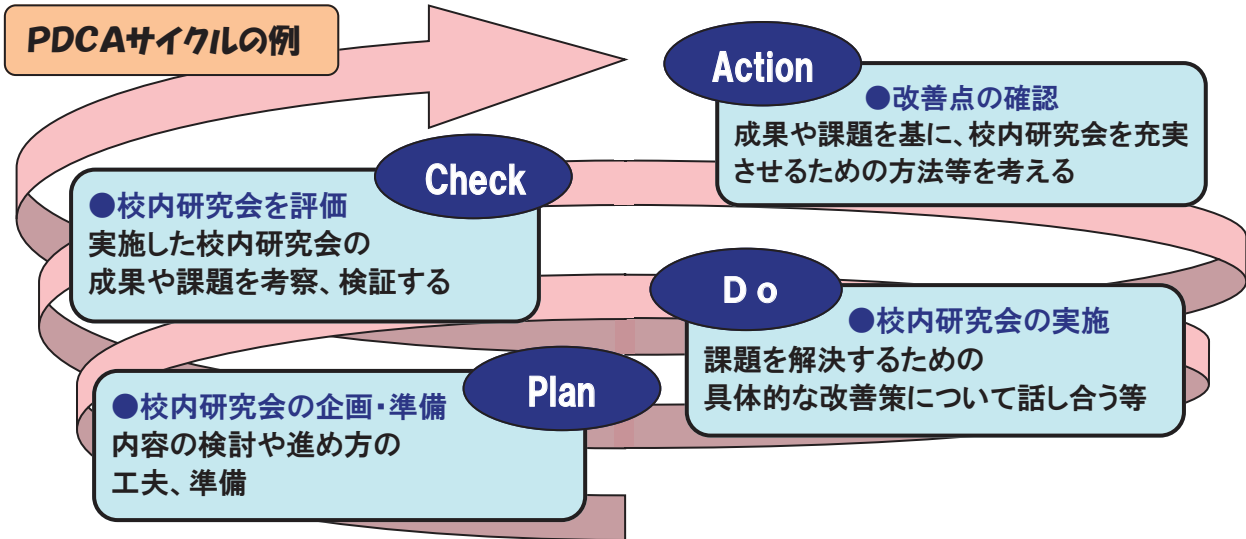 PDCAサイクルの例
Action
●改善点の確認
成果や課題を基に、校内研究会を充実
させるための方法等を考える
Check
●校内研究会を評価
実施した校内研究会の
成果や課題を考察、検証する
Do
●校内研究会の実施
課題を解決するための
具体的な改善策について話し合う等
Plan
●校内研究会の企画・準備
内容の検討や進め方の
工夫、準備